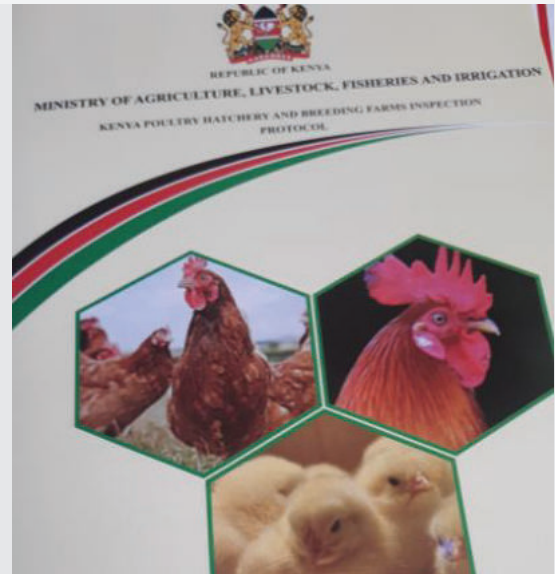 REPUBLIC OF KENYA
MINISTRY OF AGRICULTURE, LIVESTOCK, FISHERIES AND IRRIGATION
KENYA POULTRY HATCHERY AND BREEDING FARMS INSPECTION
PROTOCOL